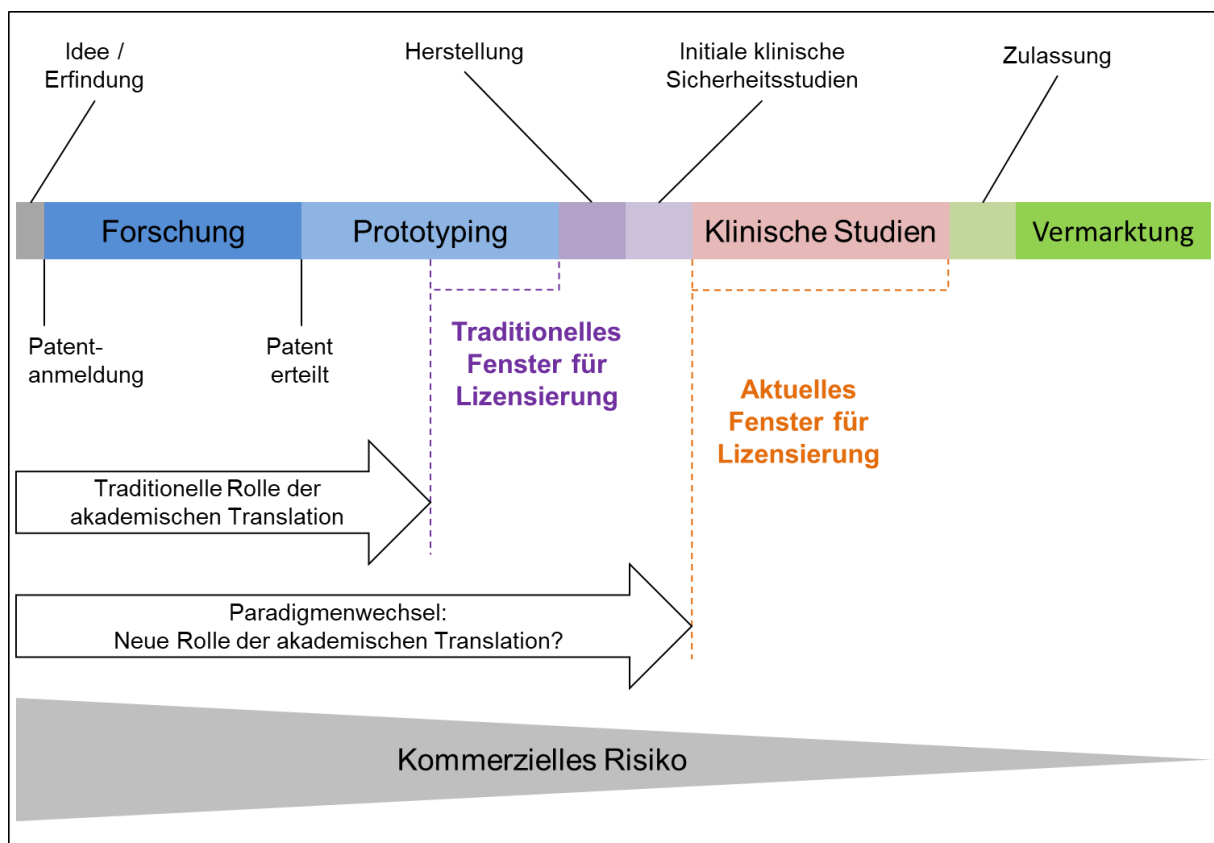 Idee /
Erfindung
Herstellung
Initiale klinische
Sicherheitsstudien
Zulassung
Forschung
Prototyping
Klinische Studien
Vermarktung
Patent-
anmeldung
Patent
erteilt
Traditionelles
Fenster für
Lizensierung
Aktuelles
Fenster für
Lizensierung
Traditionelle Rolle der
akademischen Translation
Paradigmenwechsel:
Neue Rolle der akademischen Translation?
Kommerzielles Risiko